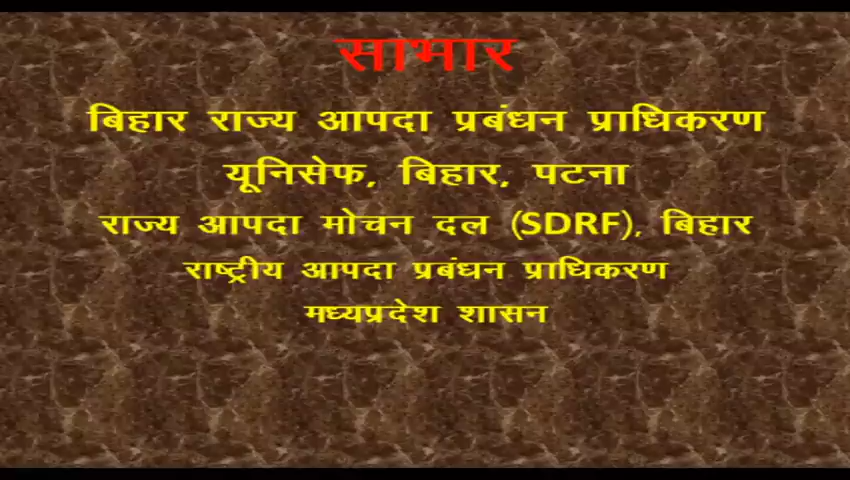 साभार
बिहार राज्य आपदा प्रबंधन प्राधिकरण
यूनिसेफ, बिहार, पटना
राज्य आपदा मोचन दल (SDRF), बिहार
राष्ट्रीय आपदा प्रबंधन प्राधिकरण
मध्यप्रदेश शासन